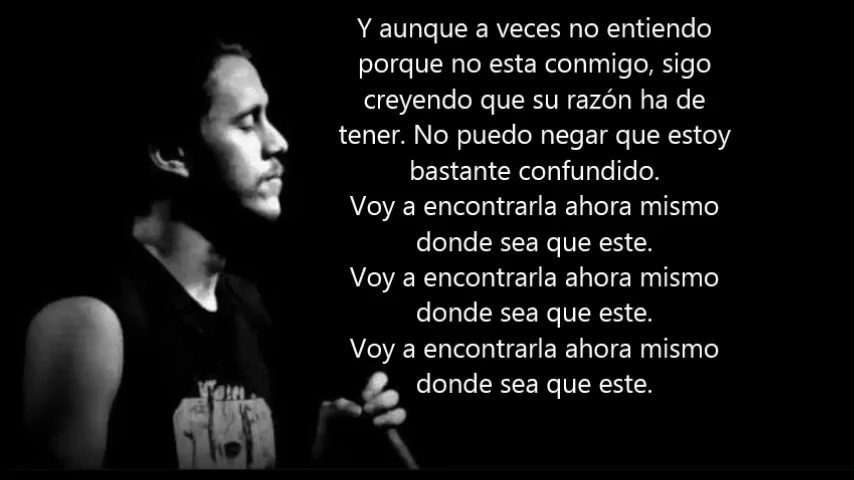 Y aunque a veces no entiendo
porque no esta conmigo, sigo
creyendo que su razón ha de
tener. No puedo negar que estoy
bastante confundido.
Voy a encontrarla ahora mismo
donde sea que este.
Voy a encontrarla ahora mismo
donde sea que este.
Voy a encontrarla ahora mismo
donde sea que este.